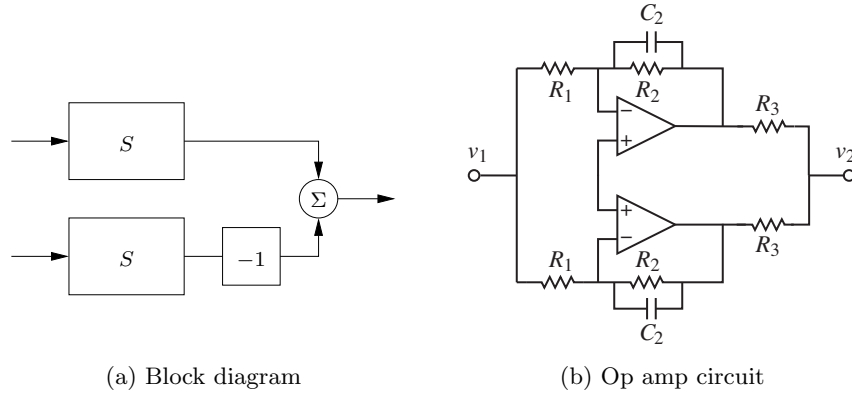 S
Σ
S
−1
(a) Block diagram
C₂
R₁
R₂
−
+
R₃
v₁
v₂
+
−
R₃
R₁
R₂
C₂
(b) Op amp circuit